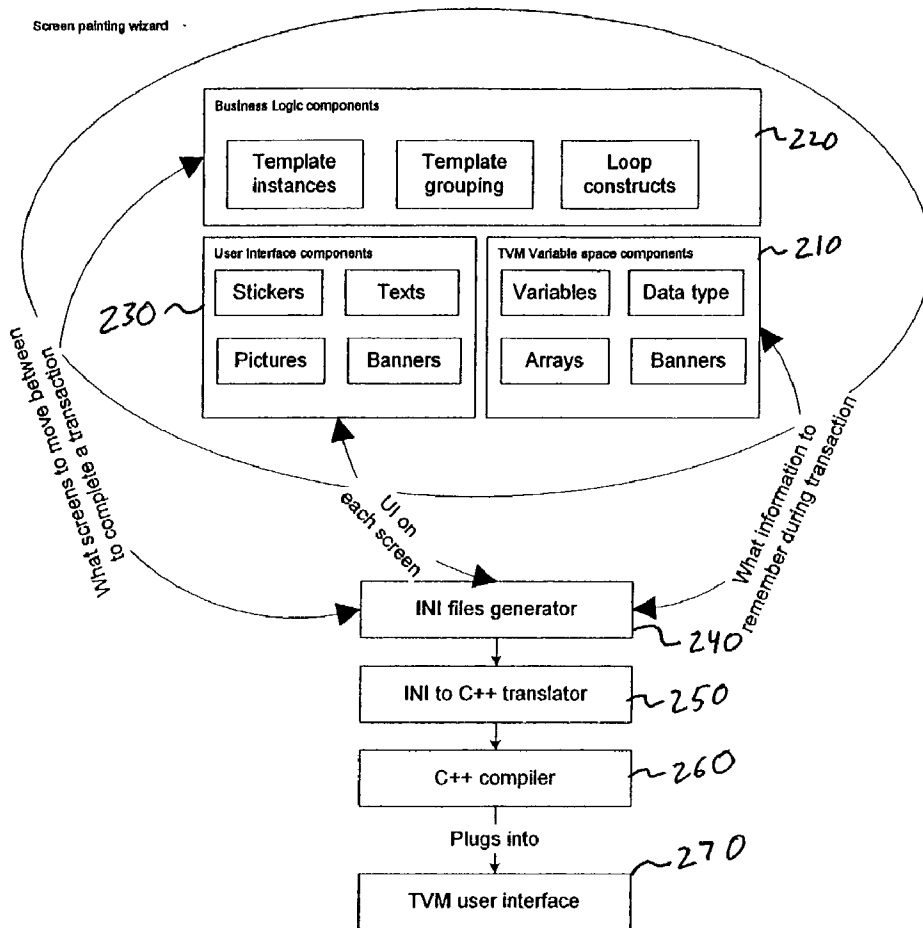 Screen painting wizard
Business Logic components
220
Template
instances
Template
grouping
Loop
constructs
User Interface components
TVM Variable space components
210
Stickers
Texts
Variables
Data type
230
Pictures
Banners
Arrays
Banners
What screens to move between
to complete a transaction
UI on
each screen
What information to
remember during transaction
INI files generator
240
INI to C++ translator
250
C++ compiler
260
Plugs into
270
TVM user interface